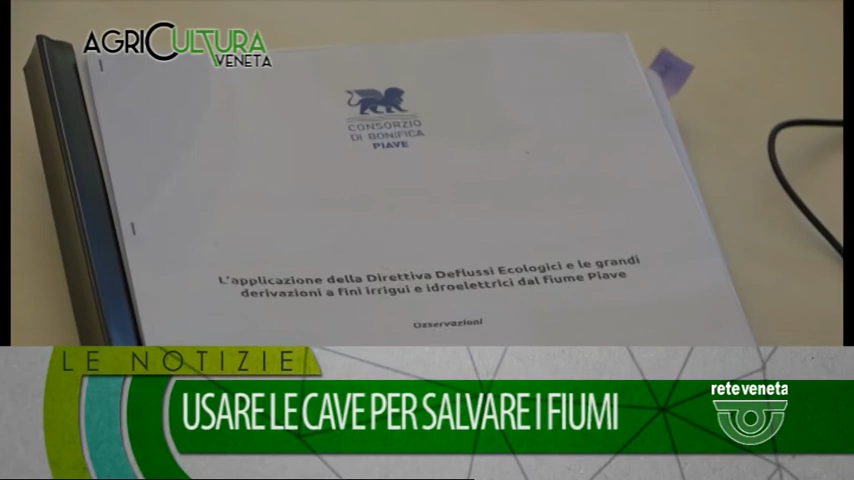 AGRICULTURA
VENETA
CONSORZIO
DI BONIFICA
PIAVE
L'applicazione della Direttiva Deflussi Ecologici e le grandi
derivazioni a fini irrigui e idroelettrici dal fiume Piave
Osservazioni
LE NOTIZIE
USARE LE CAVE PER SALVARE I FIUMI
reteveneta